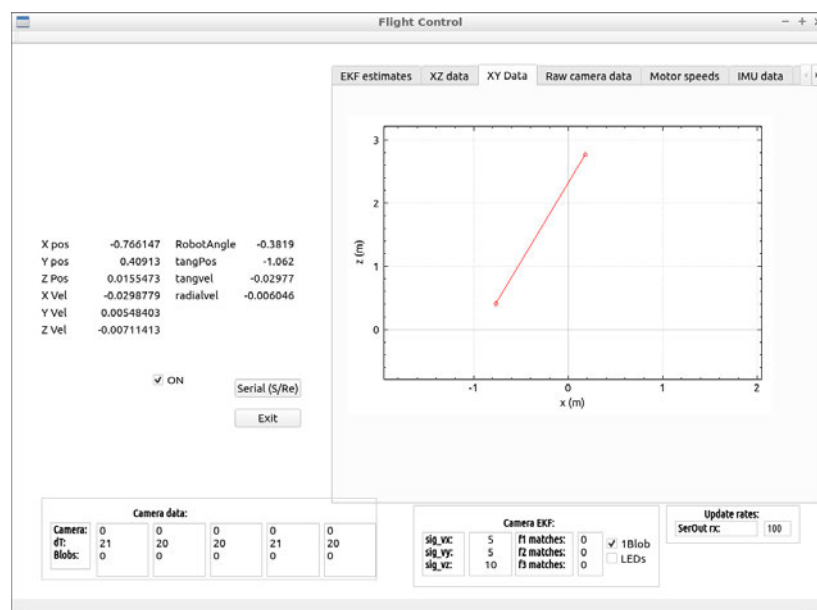 Flight Control
EKF estimates XZ data XY Data Raw camera data Motor speeds IMU data
3
2
1
0
-1 0 1 2
z (m)
x (m)
X pos -0.766147 RobotAngle -0.3819
Y pos 0.40913 tangPos -1.062
Z Pos 0.0155473 tangvel -0.02977
X Vel -0.0298779 radialvel -0.006046
Y Vel 0.00548403
Z Vel -0.00711413
ON
Serial (S/Re)
Exit
Camera data:
Camera: 0 0 0 0 0
dT: 21 20 20 21 20
Blobs: 0 0 0 0 0
Camera EKF:
sig_vx: 5 f1 matches: 0
sig_vy: 5 f2 matches: 0
sig_vz: 10 f3 matches: 0
1Blob
LEDs
Update rates:
SerOut rx: 100